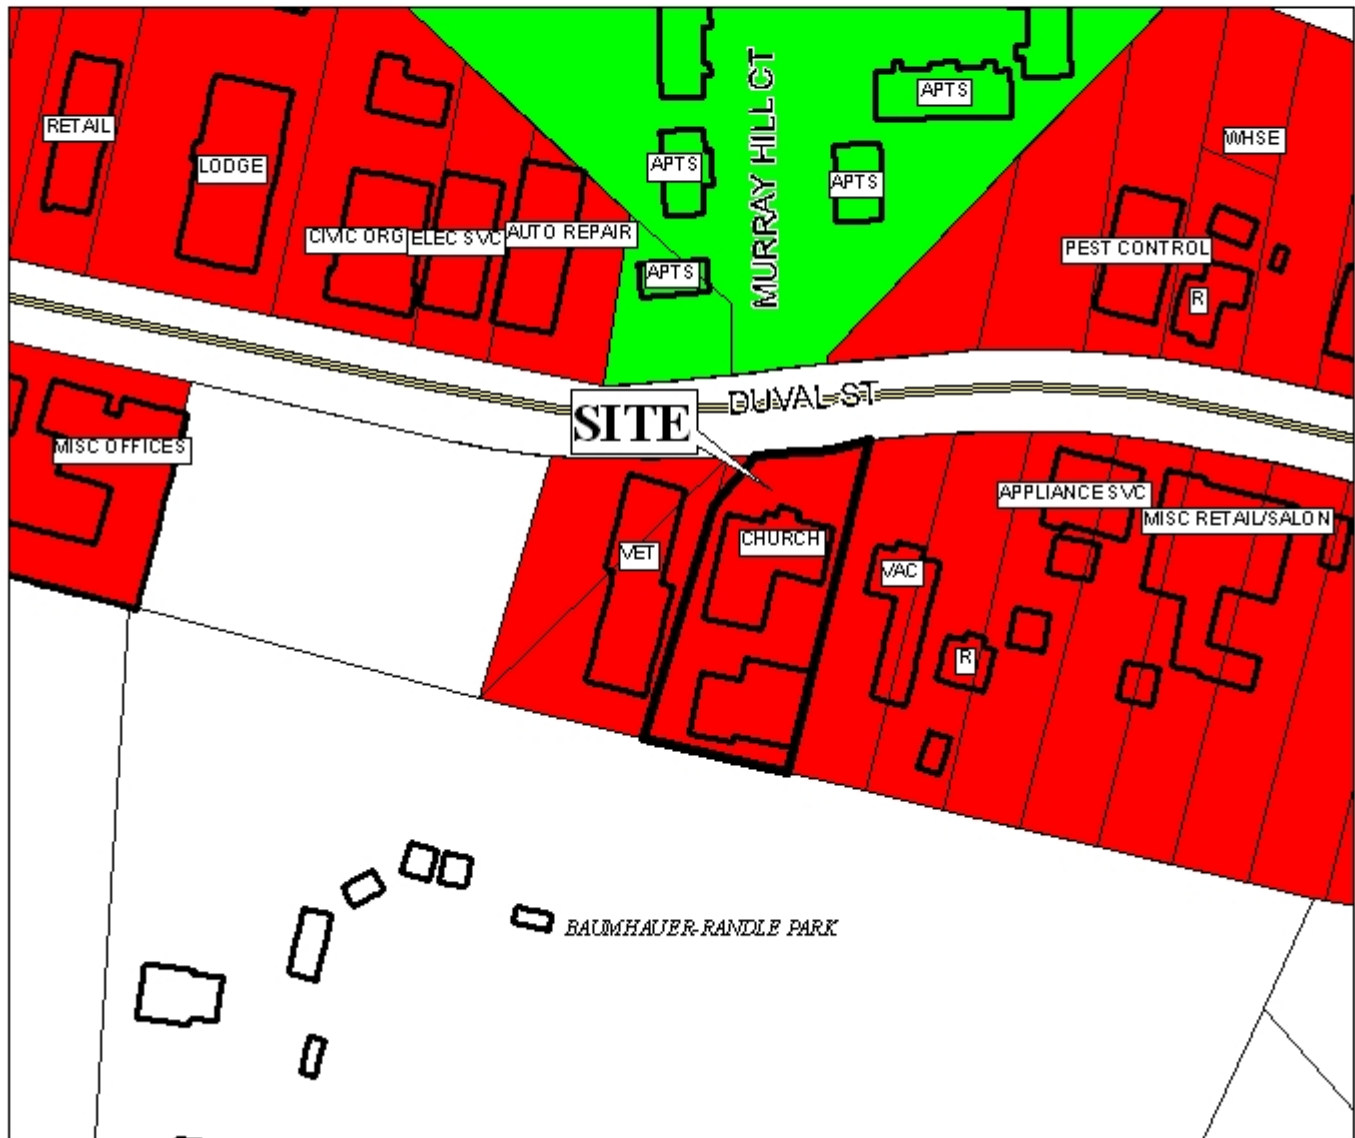 MURRAY HILL CT
APTS
RETAIL
WHSE
LODGE
APTS
APTS
CIVIC ORG
ELEC SVC
AUTO REPAIR
PEST CONTROL
APTS
R
DUVAL ST
SITE
MISC OFFICES
APPLIANCE SVC
MISC RETAIL/SALON
CHURCH
VET
VAC
R
BAUMHAUER-RANDLE PARK